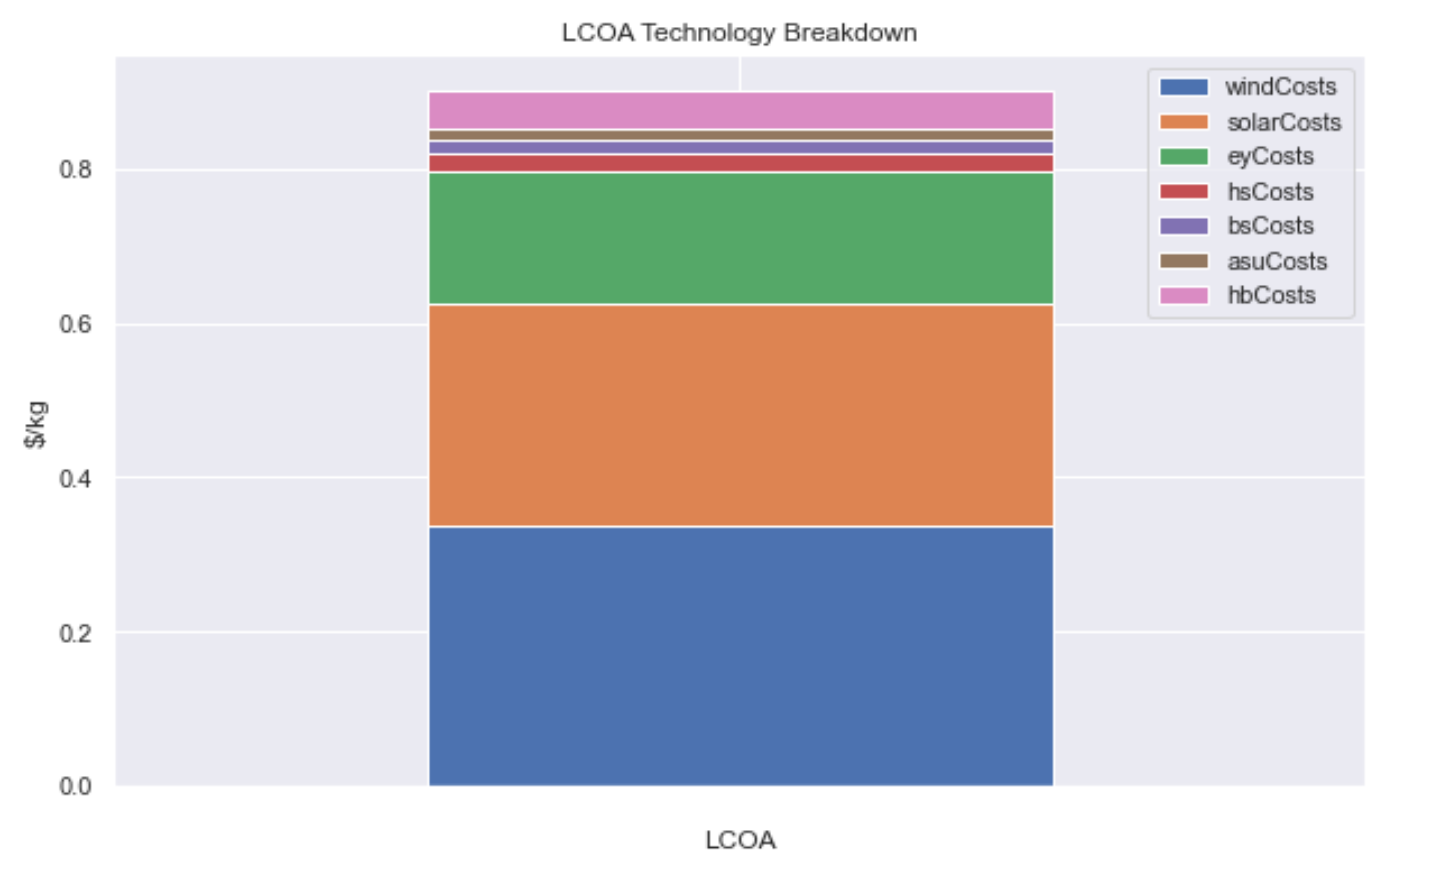 LCOA Technology Breakdown
windCosts
solarCosts
eyCosts
hsCosts
bsCosts
asuCosts
hbCosts
0.8
0.6
0.4
0.2
0.0
$/kg
LCOA